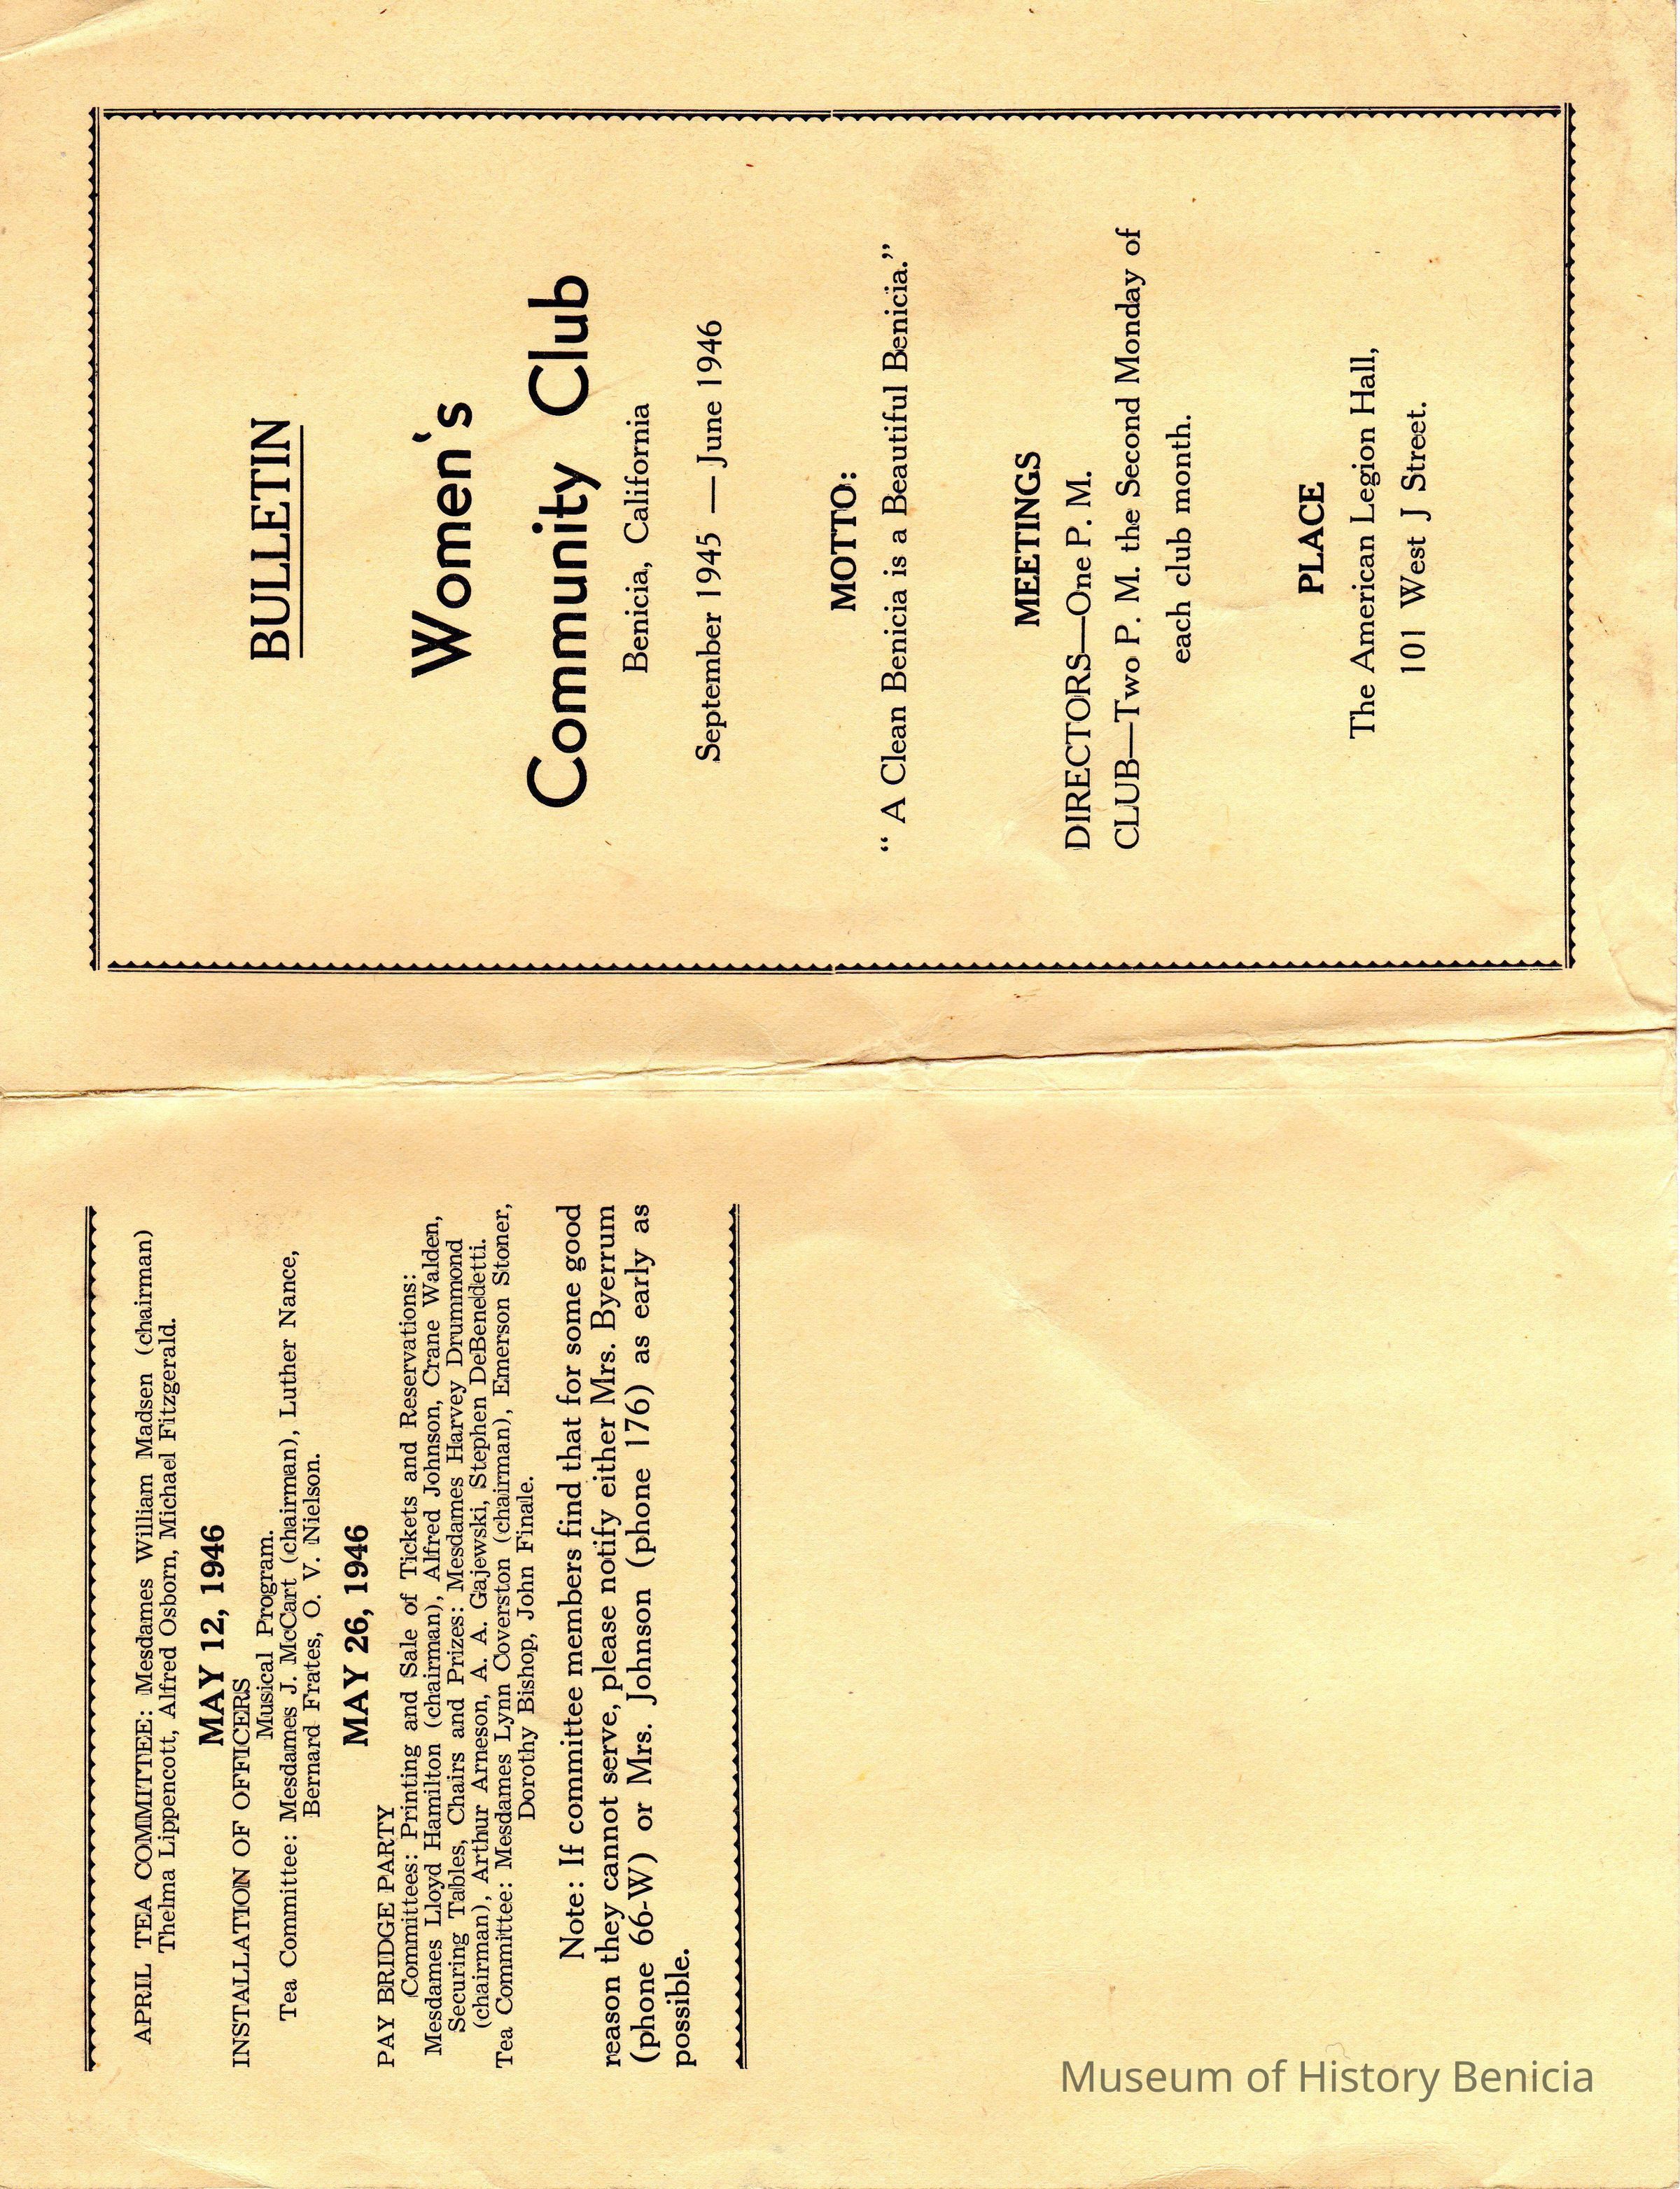 BULLETIN
Women's
Community Club
Benicia, California
September 1945 — June 1946
MOTTO:
" A Clean Benicia is a Beautiful Benicia."
MEETINGS
DIRECTORS—One P. M.
CLUB—Two P. M. the Second Monday of
each club month.
PLACE
The American Legion Hall,
101 West J Street.
APRIL TEA COMMITTEE: Mesdames William Madsen (chairman)
Thelma Lippencott, Alfred Osborn, Michael Fitzgerald.
MAY 12, 1946
INSTALLATION OF OFFICERS
Musical Program.
Tea Committee: Mesdames J. McCart (chairman), Luther Nance,
Bernard Frates, O. V. Nielson.
MAY 26, 1946
PAY BRIDGE PARTY
Committees: Printing and Sale of Tickets and Reservations:
Mesdames Lloyd Hamilton (chairman), Alfred Johnson, Crane Walden,
Securing Tables, Chairs and Prizes: Mesdames Harvey Drummond
(chairman), Arthur Arneson, A. A. Gajewski, Stephen DeBenedetti.
Tea Committee: Mesdames Lynn Coverston (chairman), Emerson Stoner,
Dorothy Bishop, John Finale.
Note: If committee members find that for some good
reason they cannot serve, please notify either Mrs. Byerrum
(phone 66-W) or Mrs. Johnson (phone 176) as early as
possible.
Museum of History Benicia